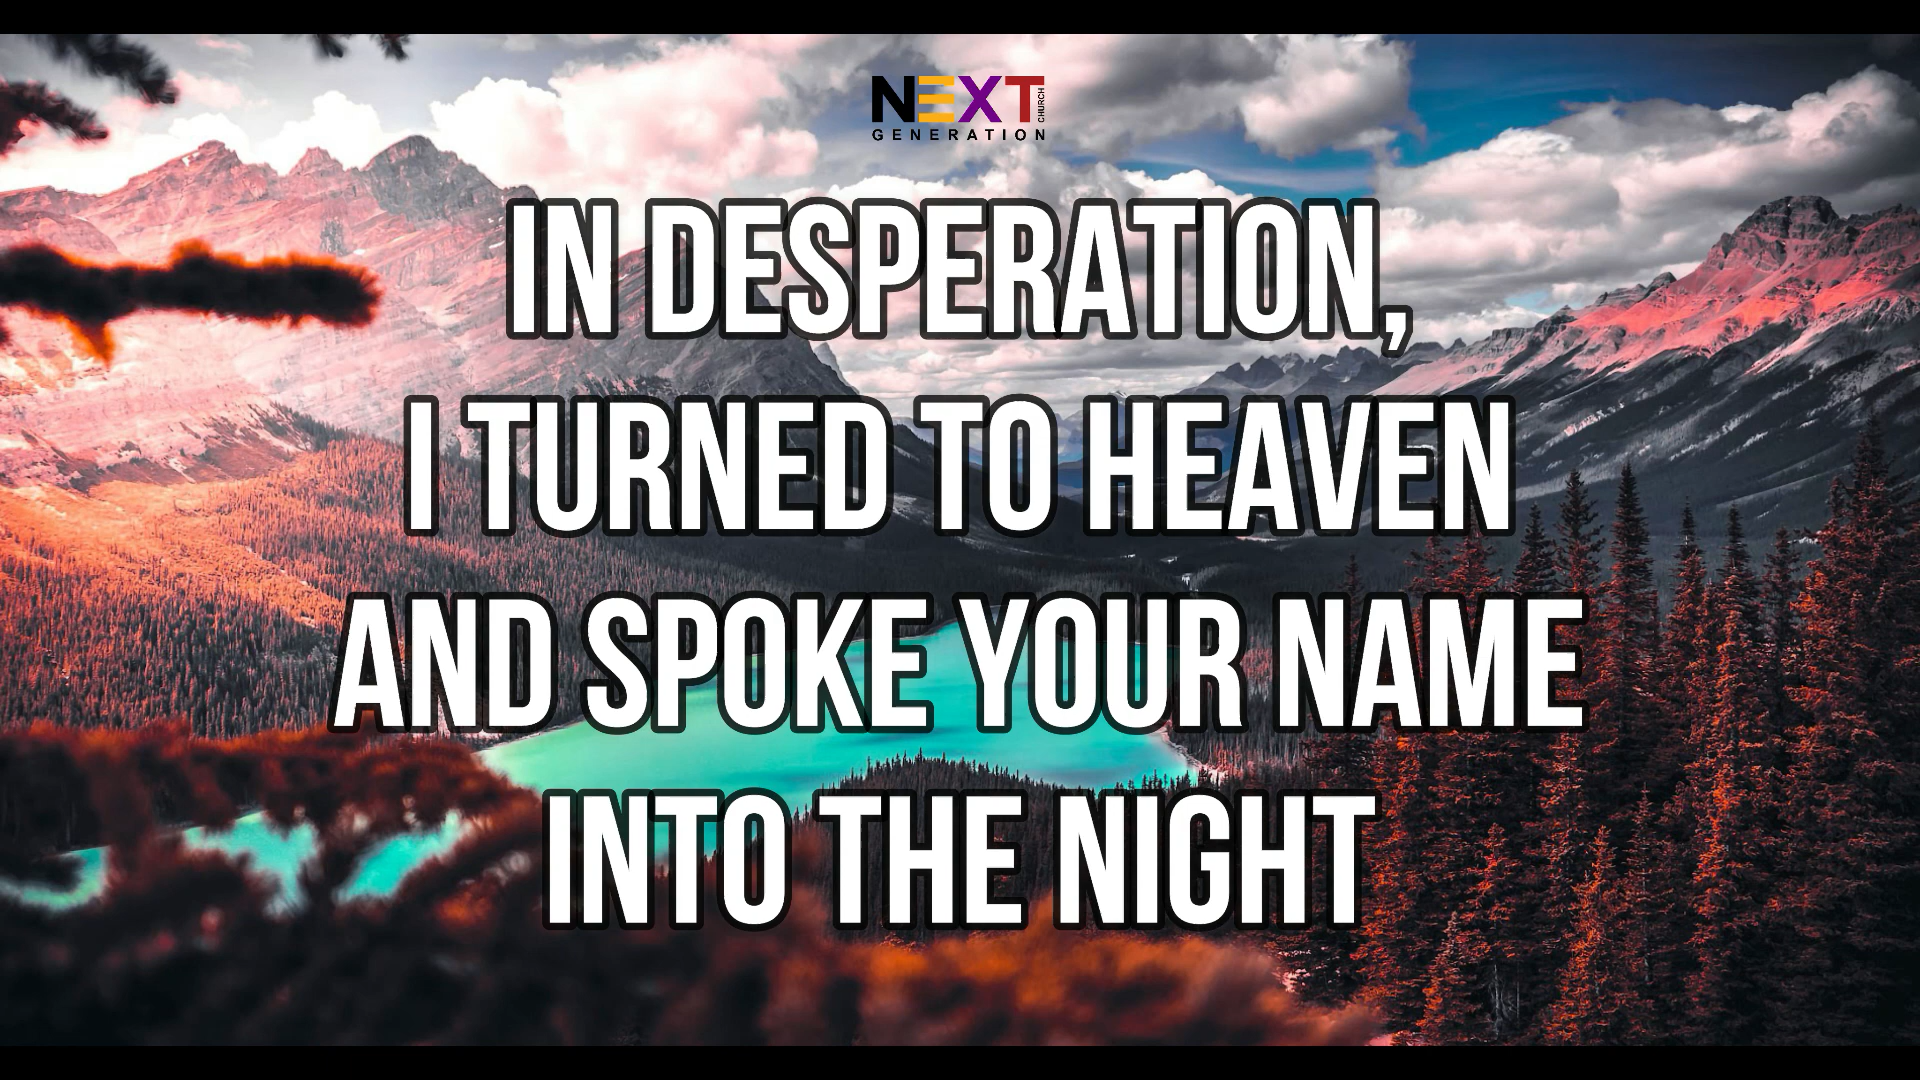 NEXT
CHURCH
GENERATION
IN DESPERATION,
I TURNED TO HEAVEN
AND SPOKE YOUR NAME
INTO THE NIGHT